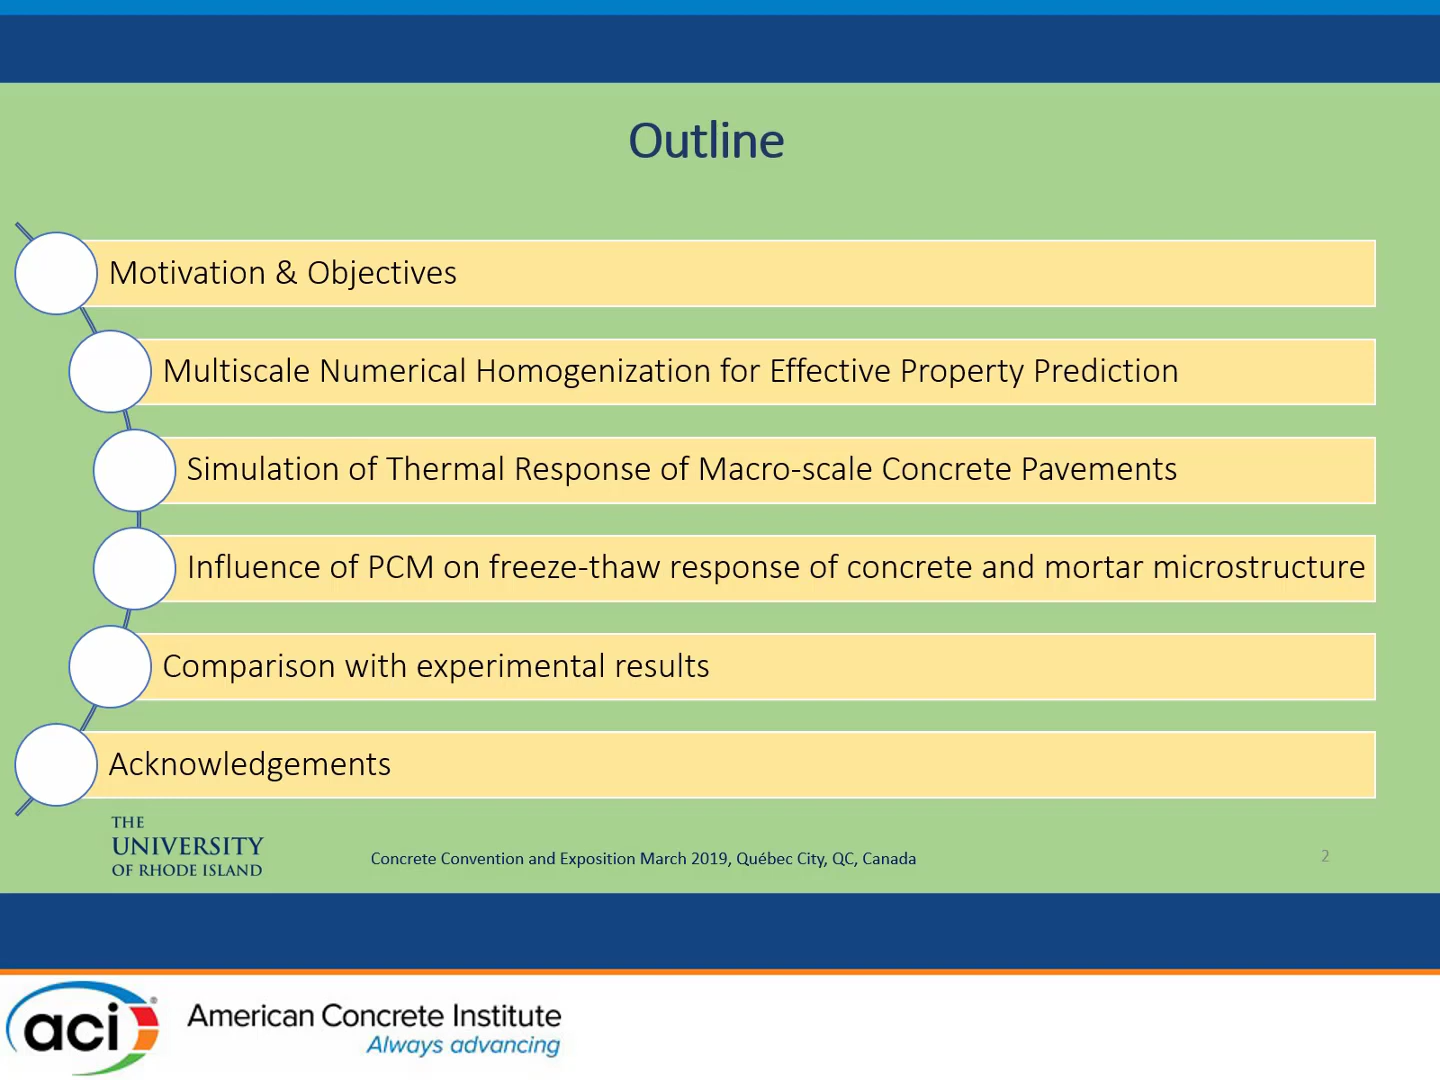 Outline
Motivation & Objectives
Multiscale Numerical Homogenization for Effective Property Prediction
Simulation of Thermal Response of Macro-scale Concrete Pavements
Influence of PCM on freeze-thaw response of concrete and mortar microstructure
Comparison with experimental results
Acknowledgements
THE
UNIVERSITY
OF RHODE ISLAND
Concrete Convention and Exposition March 2019, Québec City, QC, Canada
2
aci®
American Concrete Institute
Always advancing